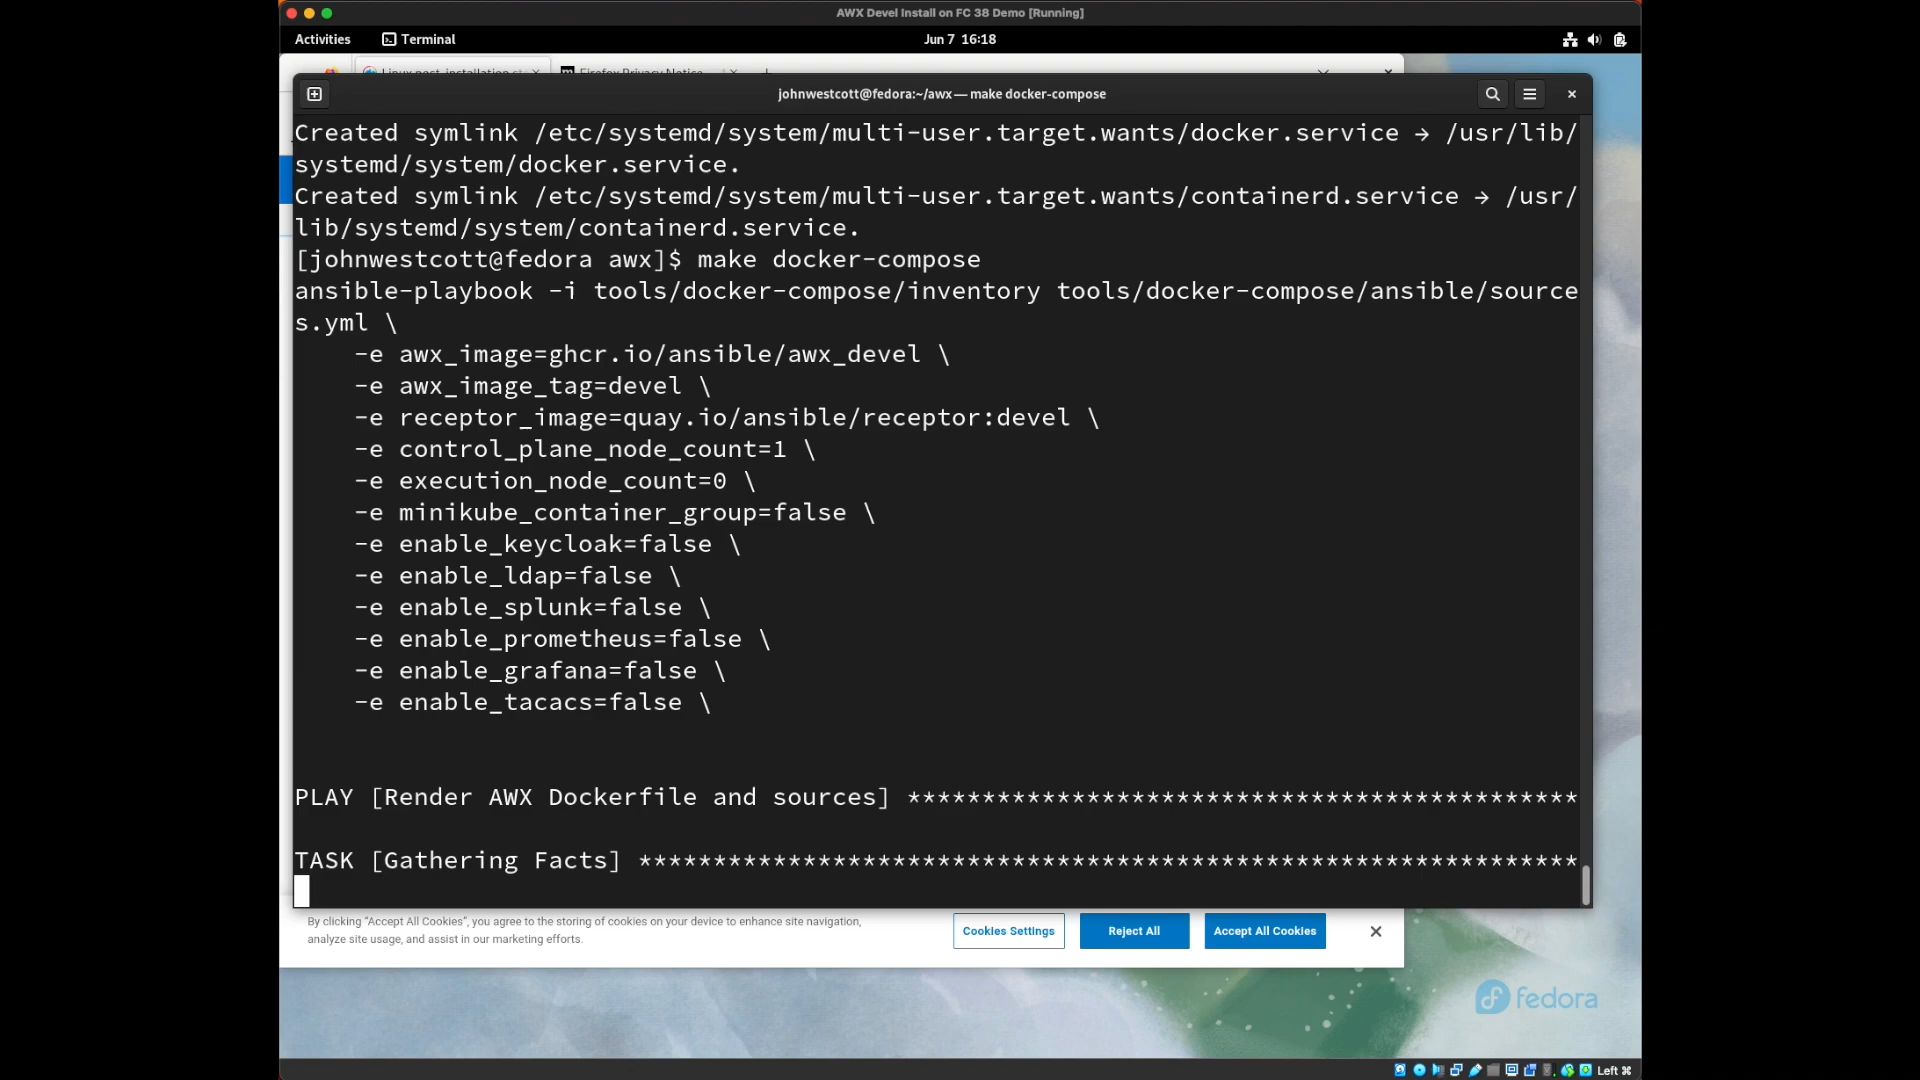 AWX Devel Install on FC 38 Demo [Running]
Activities
Terminal
Jun 7 16:18
Firefox Privacy Notice
johnwestcott@fedora:~/awx — make docker-compose
Created symlink /etc/systemd/system/multi-user.target.wants/docker.service → /usr/lib/
systemd/system/docker.service.
Created symlink /etc/systemd/system/multi-user.target.wants/containerd.service → /usr/
lib/systemd/system/containerd.service.
[johnwestcott@fedora awx]$ make docker-compose
ansible-playbook -i tools/docker-compose/inventory tools/docker-compose/ansible/source
s.yml \
-e awx_image=ghcr.io/ansible/awx_devel \
-e awx_image_tag=devel \
-e receptor_image=quay.io/ansible/receptor:devel \
-e control_plane_node_count=1 \
-e execution_node_count=0 \
-e minikube_container_group=false \
-e enable_keycloak=false \
-e enable_ldap=false \
-e enable_splunk=false \
-e enable_prometheus=false \
-e enable_grafana=false \
-e enable_tacacs=false \
PLAY [Render AWX Dockerfile and sources] *********************************************
TASK [Gathering Facts] ***************************************************************
By clicking “Accept All Cookies”, you agree to the storing of cookies on your device to enhance site navigation,
analyze site usage, and assist in our marketing efforts.
Cookies Settings
Reject All
Accept All Cookies
fedora
Left ⌘